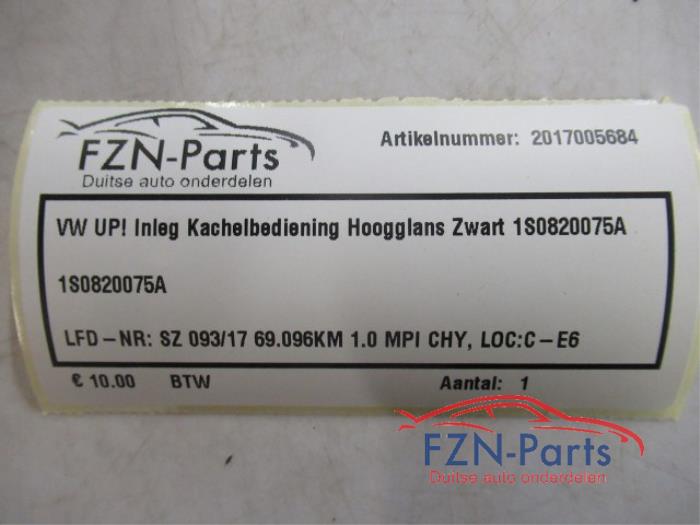 FZN-Parts
Duitse auto onderdelen
Artikelnummer: 2017005684
VW UP! Inleg Kachelbediening Hoogglans Zwart 1S0820075A
1S0820075A
LFD-NR: SZ 093/17 69.096KM 1.0 MPI CHY, LOC:C-E6
€ 10.00 BTW Aantal: 1
FZN-Parts
Duitse auto onderdelen